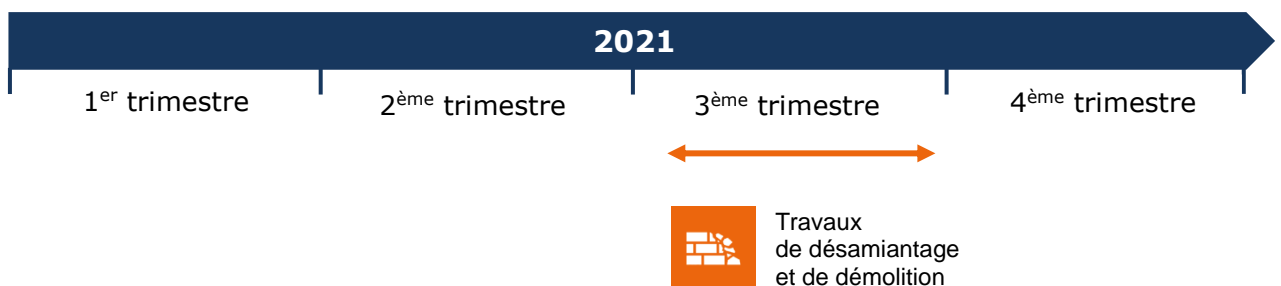 2021
1er trimestre
2ème trimestre
3ème trimestre
4ème trimestre
Travaux
de désamiantage
et de démolition